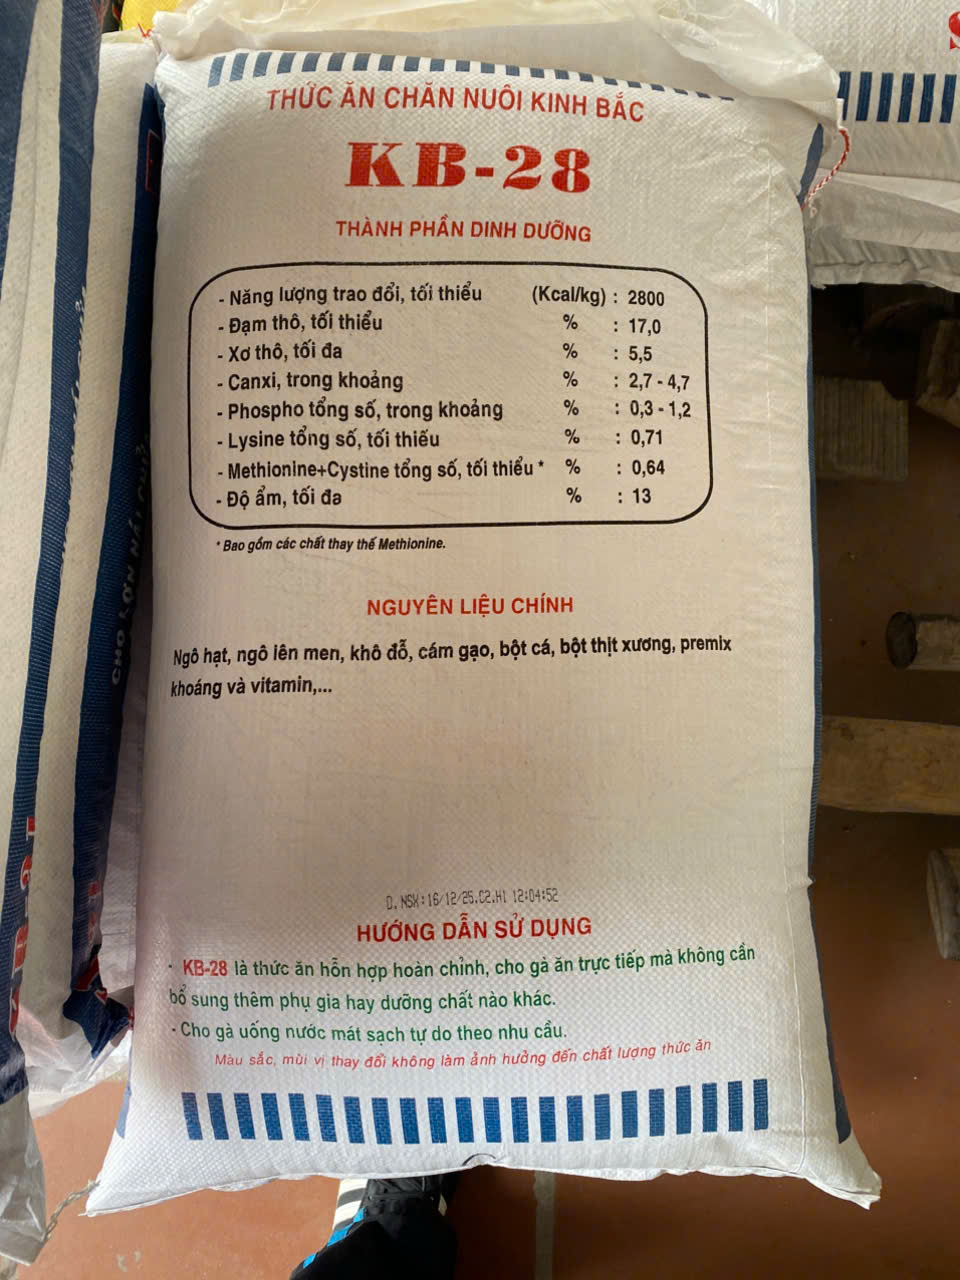 THỨC ĂN CHĂN NUÔI KINH BẮC
KB-28
THÀNH PHẦN DINH DƯỠNG
- Năng lượng trao đổi, tối thiểu (Kcal/kg) : 2800
- Đạm thô, tối thiểu % : 17,0
- Xơ thô, tối đa % : 5,5
- Canxi, trong khoảng % : 2,7 - 4,7
- Phospho tổng số, trong khoảng % : 0,3 - 1,2
- Lysine tổng số, tối thiểu % : 0,71
- Methionine+Cystine tổng số, tối thiểu * % : 0,64
- Độ ẩm, tối đa % : 13
* Bao gồm các chất thay thế Methionine.
NGUYÊN LIỆU CHÍNH
Ngô hạt, ngô lên men, khô đỗ, cám gạo, bột cá, bột thịt xương, premix
khoáng và vitamin,...
D. NSX:16/12/25.C2.H1 12:04:52
HƯỚNG DẪN SỬ DỤNG
- KB-28 là thức ăn hỗn hợp hoàn chỉnh, cho gà ăn trực tiếp mà không cần
bổ sung thêm phụ gia hay dưỡng chất nào khác.
- Cho gà uống nước mát sạch tự do theo nhu cầu.
Màu sắc, mùi vị thay đổi không làm ảnh hưởng đến chất lượng thức ăn
CHO LỢN NÁI CHỬA